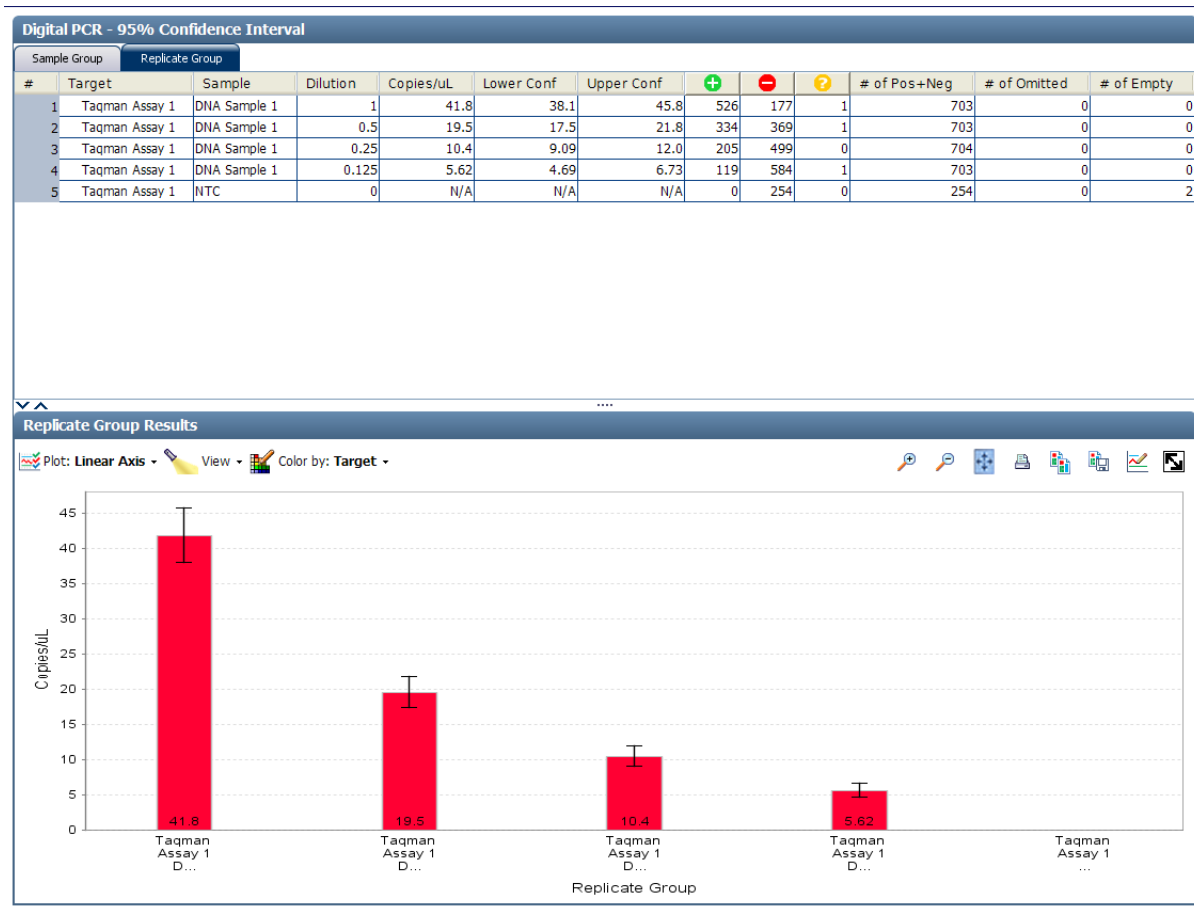 Digital PCR - 95% Confidence Interval
Sample Group Replicate Group
# Target Sample Dilution Copies/uL Lower Conf Upper Conf # of Pos+Neg # of Omitted # of Empty
1 Taqman Assay 1 DNA Sample 1 1 41.8 38.1 45.8 526 177 1 703 0 0
2 Taqman Assay 1 DNA Sample 1 0.5 19.5 17.5 21.8 334 369 1 703 0 0
3 Taqman Assay 1 DNA Sample 1 0.25 10.4 9.09 12.0 205 499 0 704 0 0
4 Taqman Assay 1 DNA Sample 1 0.125 5.62 4.69 6.73 119 584 1 703 0 0
5 Taqman Assay 1 NTC 0 N/A N/A N/A 0 254 0 254 0 2
Replicate Group Results
Plot: Linear Axis View Color by: Target
45
40
35
30
25
20
15
10
5
0
Copies/uL
41.8 19.5 10.4 5.62
Taqman Taqman Taqman Taqman Taqman
Assay 1 Assay 1 Assay 1 Assay 1 Assay 1
D... D... D... D... ...
Replicate Group